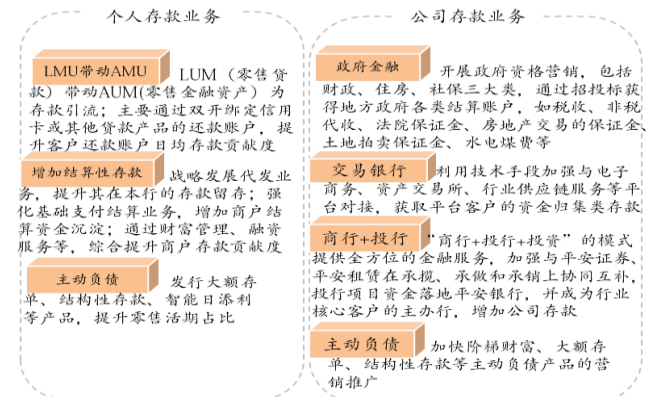 个人存款业务
LMU带动AMU LUM（零售贷
款）带动AUM(零售金融资产）为
存款引流；主要通过双开绑定信用
卡或其他贷款产品的还款账户，提
升客户还款账户日均存款贡献度
增加结算性存款 战略发展代发业
务，提升其在本行的存款留存；强
化基础支付结算业务，增加商户结
算资金沉淀；通过财富管理、融资
服务等，综合提升商户存款贡献度
主动负债 发行大额存
单、结构性存款、智能日添利
等产品，提升零售活期占比
公司存款业务
政府金融 开展政府资格营销，包括
财政、住房、社保三大类，通过招投标获
得地方政府各类结算账户，如税收、非税
代收、法院保证金、房地产交易的保证金、
土地拍卖保证金、水电煤费等
交易银行 利用技术手段加强与电子
商务、资产交易所、行业供应链服务等平
台对接，获取平台客户的资金归集类存款
商行+投行 “商行+投行+投资”的模式
提供全方位的金融服务，加强与平安证券、
平安租赁在承揽、承做和承销上协同互补，
投行项目资金落地平安银行，并成为行业
核心客户的主办行，增加公司存款
主动负债 加快阶梯财富、大额存
单、结构性存款等主动负债产品的营
销推广